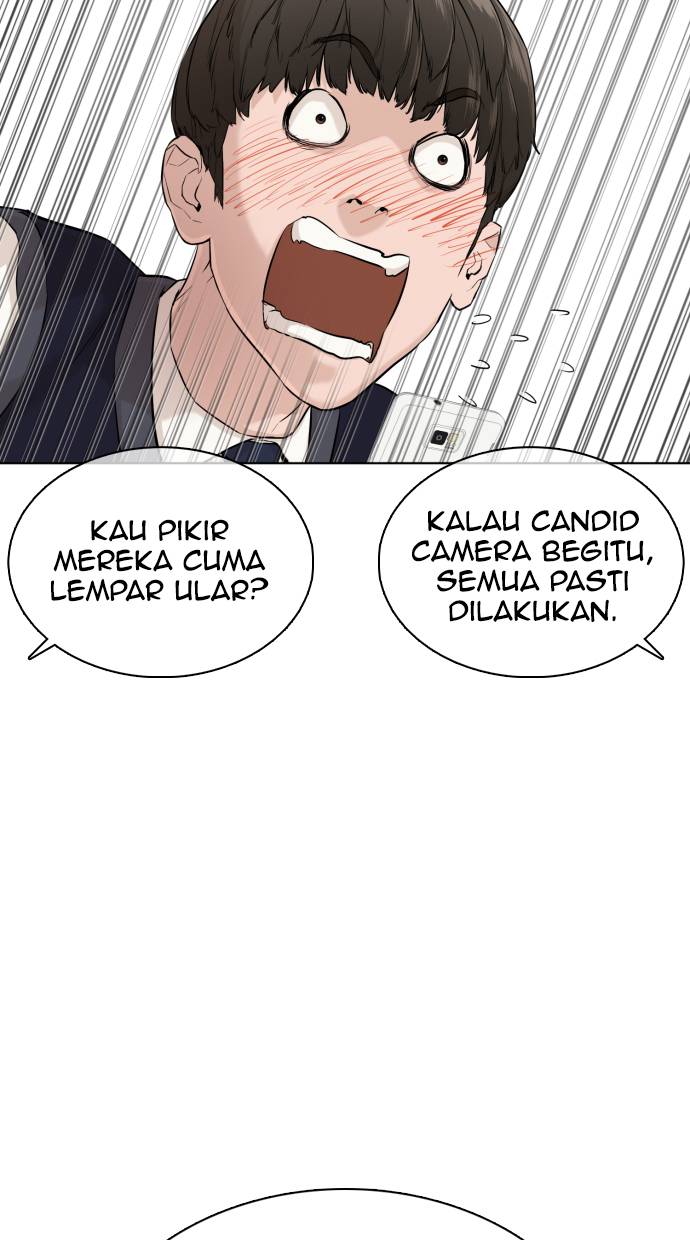 KAU PIKIR
MEREKA CUMA
LEMPAR ULAR?
KALAU CANDID
CAMERA BEGITU,
SEMUA PASTI
DILAKUKAN.